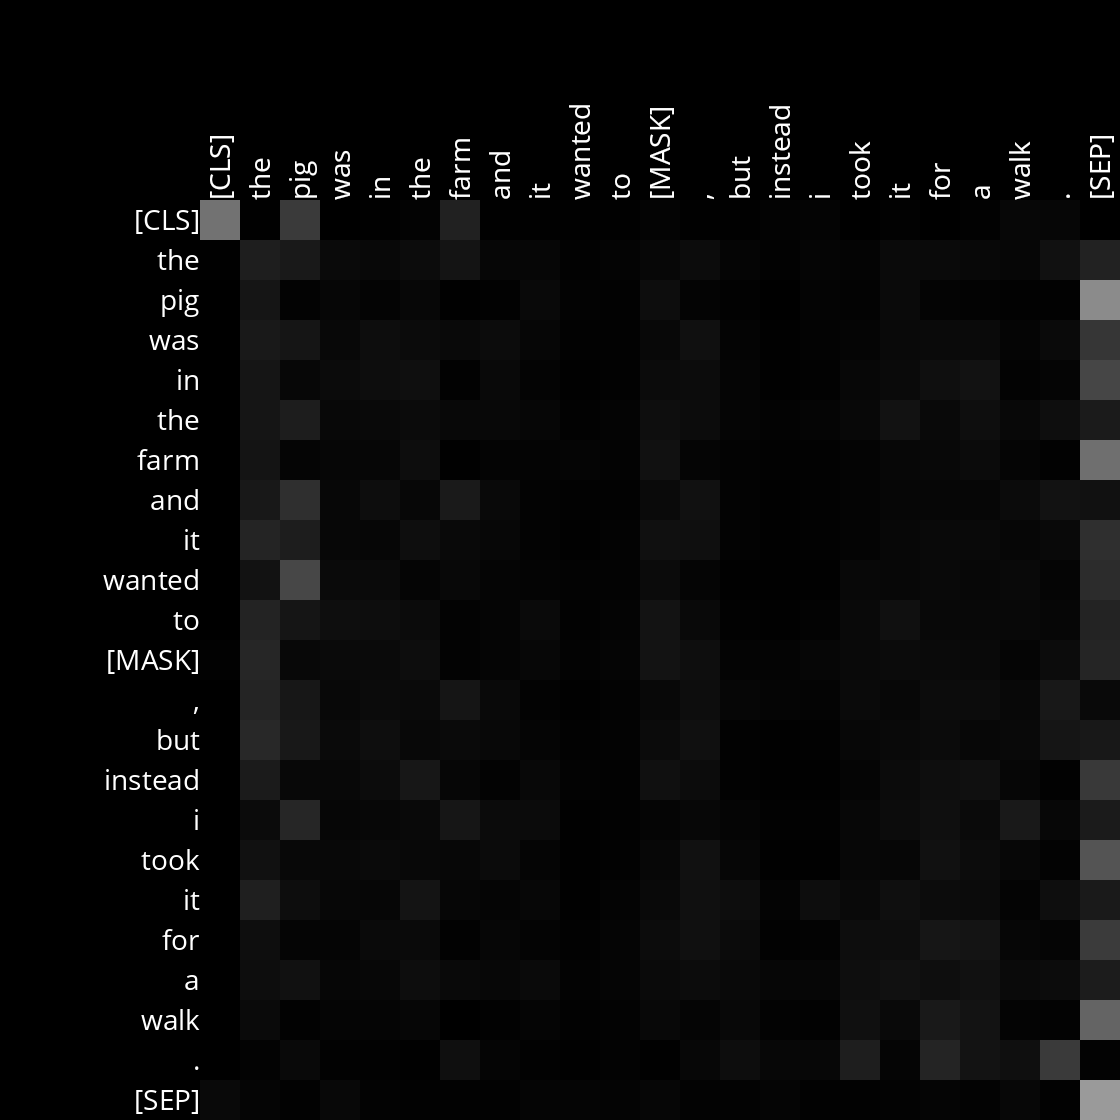 [CLS] the pig was in the farm and it wanted to [MASK] , but instead i took it for a walk . [SEP]
[CLS]
the
pig
was
in
the
farm
and
it
wanted
to
[MASK]
,
but
instead
i
took
it
for
a
walk
.
[SEP]